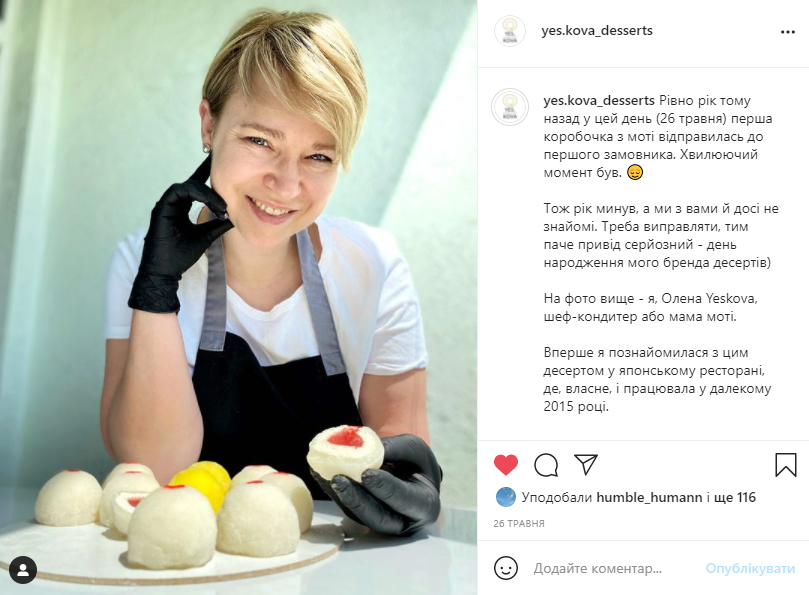 yes.kova_desserts
yes.kova_desserts Рівно рік тому
назад у цей день (26 травня) перша
коробочка з моті відправилась до
першого замовника. Хвилюючий
момент був.
Тож рік минув, а ми з вами й досі не
знайомі. Треба виправляти, тим
паче привід серйозний - день
народження мого бренда десертів)
На фото вище - я, Олена Yeskova,
шеф-кондитер або мама моті.
Вперше я познайомилася з цим
десертом у японському ресторані,
де, власне, і працювала у далекому
2015 році.
Уподобали humble_humann і ще 116
26 ТРАВНЯ
Додайте коментар...
Опублікувати